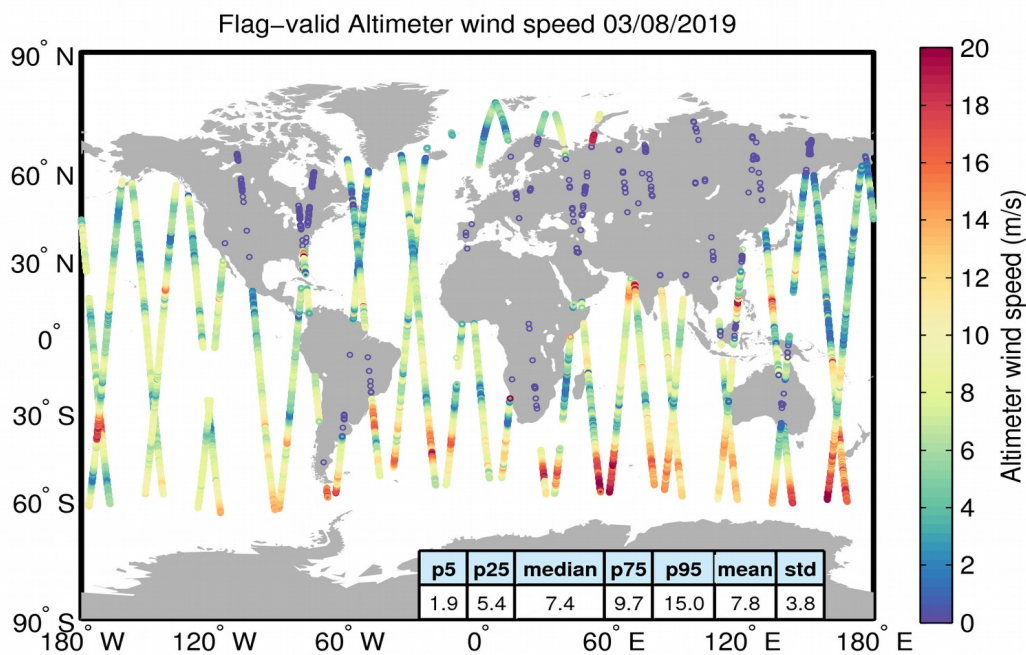 Flag−valid Altimeter wind speed 03/08/2019
90° N
60° N
30° N
0°
30° S
60° S
90° S
180° W
120° W
60° W
0°
60° E
120° E
180° E
p5 p25 median p75 p95 mean std
1.9 5.4 7.4 9.7 15.0 7.8 3.8
20
18
16
14
12
10
8
6
4
2
0
Altimeter wind speed (m/s)